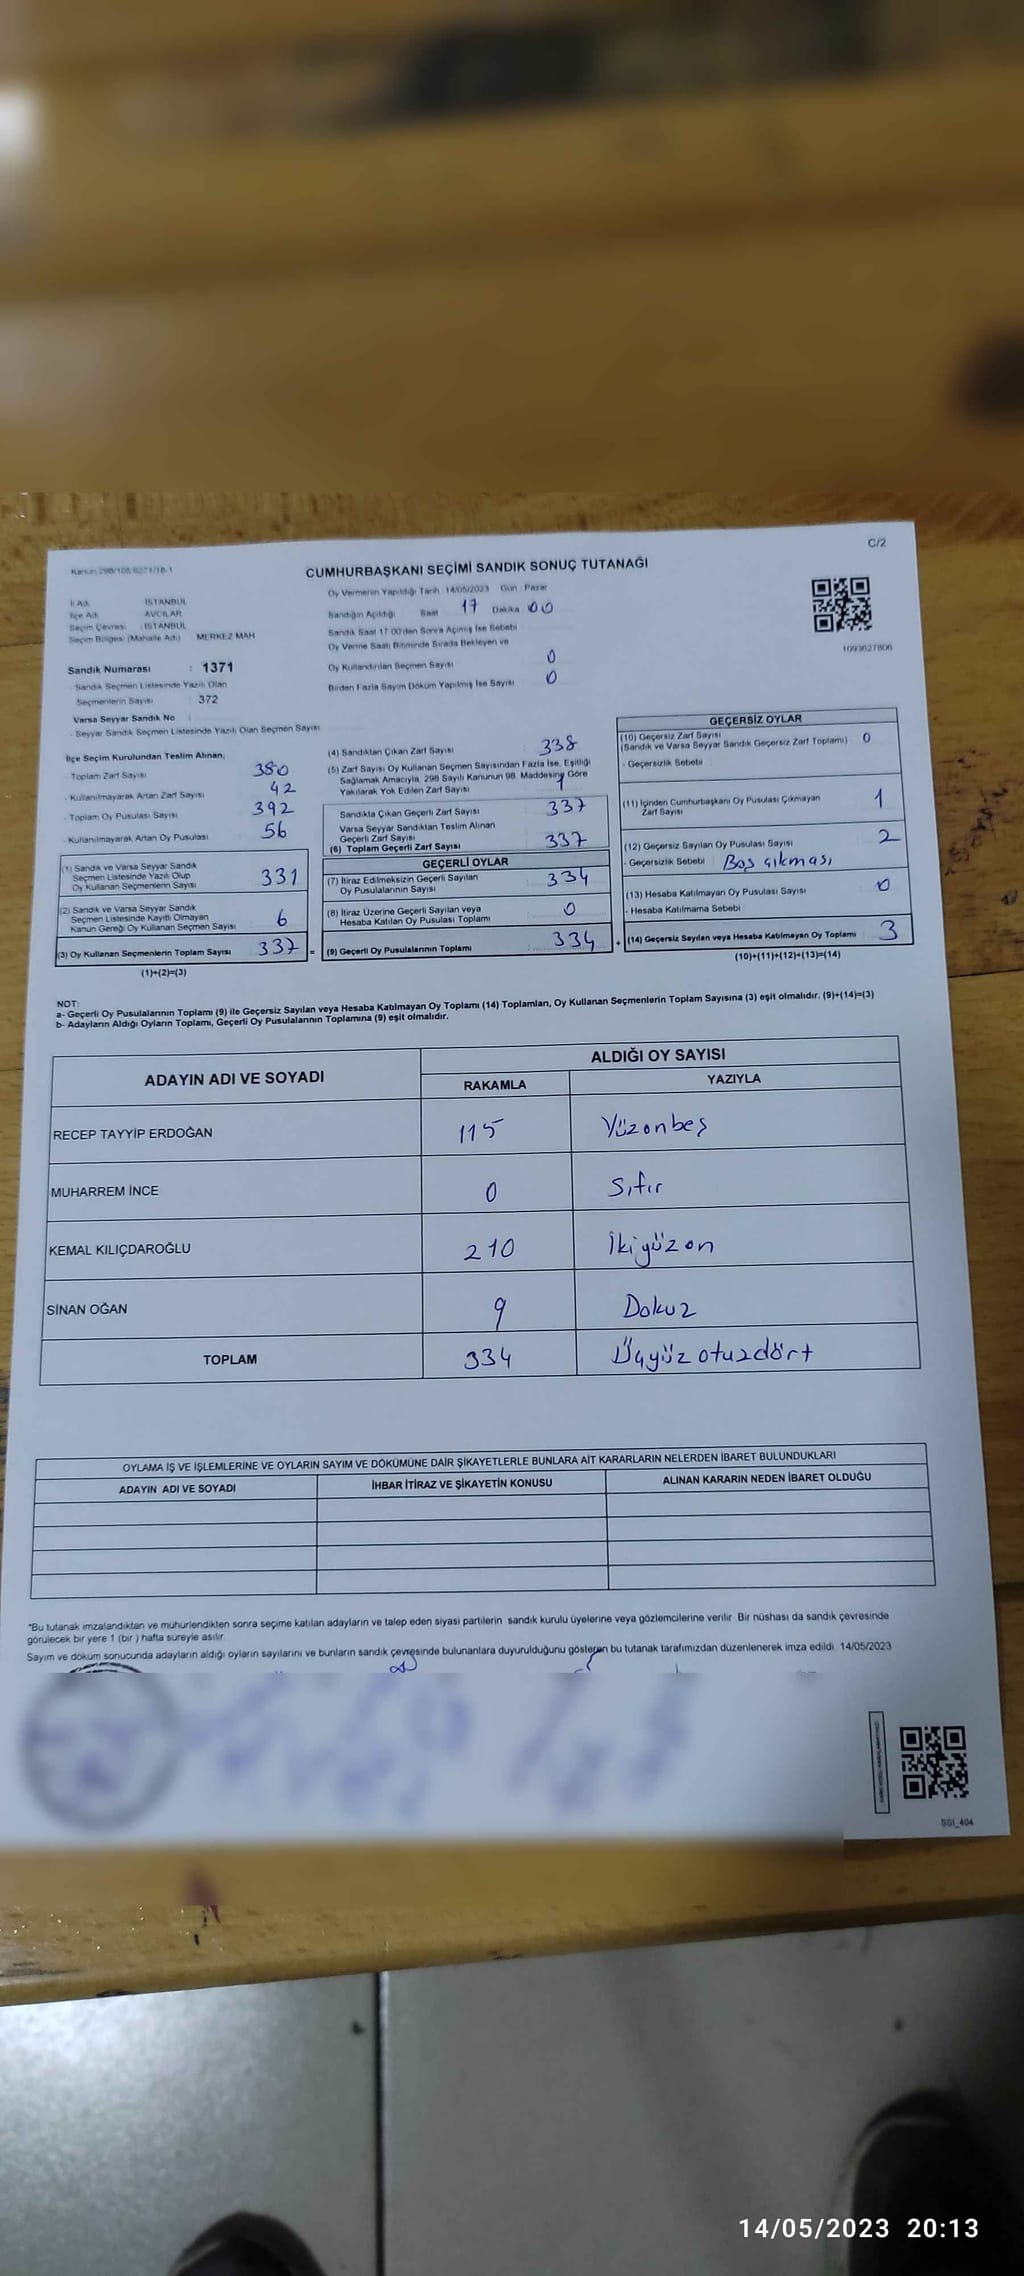 C/2
Kanun 298/105 6271/18-1
CUMHURBAŞKANI SEÇİMİ SANDIK SONUÇ TUTANAĞI
İl Adı : İSTANBUL
İlçe Adı : AVCILAR
Seçim Çevresi : İSTANBUL
Seçim Bölgesi (Mahalle Adı) MERKEZ MAH
Sandık Numarası : 1371
- Sandık Seçmen Listesinde Yazılı Olan
Seçmenlerin Sayısı : 372
Varsa Seyyar Sandık No :
- Seyyar Sandık Seçmen Listesinde Yazılı Olan Seçmen Sayısı
Oy Vermenin Yapıldığı Tarih 14/05/2023 Gün Pazar
Sandığın Açıldığı Saat 17 Dakika 00
Sandık Saat 17:00'den Sonra Açılmış İse Sebebi
Oy Verme Saati Bitiminde Sırada Bekleyen ve
Oy Kullandırılan Seçmen Sayısı 0
Birden Fazla Sayım Döküm Yapılmış İse Sayısı 0
1093627806
İlçe Seçim Kurulundan Teslim Alınan;
- Toplam Zarf Sayısı 380
- Kullanılmayarak Artan Zarf Sayısı 42
- Toplam Oy Pusulası Sayısı 392
- Kullanılmayarak Artan Oy Pusulası 56
(1) Sandık ve Varsa Seyyar Sandık
Seçmen Listesinde Yazılı Olup
Oy Kullanan Seçmenlerin Sayısı 331
(2) Sandık ve Varsa Seyyar Sandık
Seçmen Listesinde Kayıtlı Olmayan
Kanun Gereği Oy Kullanan Seçmen Sayısı 6
(3) Oy Kullanan Seçmenlerin Toplam Sayısı 337 =
(1)+(2)=(3)
(4) Sandıktan Çıkan Zarf Sayısı 338
(5) Zarf Sayısı Oy Kullanan Seçmen Sayısından Fazla İse, Eşitliği
Sağlamak Amacıyla, 298 Sayılı Kanunun 98. Maddesine Göre
Yakılarak Yok Edilen Zarf Sayısı 1
Sandıkta Çıkan Geçerli Zarf Sayısı 337
Varsa Seyyar Sandıktan Teslim Alınan
Geçerli Zarf Sayısı
(6) Toplam Geçerli Zarf Sayısı 337
GEÇERLİ OYLAR
(7) İtiraz Edilmeksizin Geçerli Sayılan
Oy Pusulalarının Sayısı 334
(8) İtiraz Üzerine Geçerli Sayılan veya
Hesaba Katılan Oy Pusulası Toplamı 0
(9) Geçerli Oy Pusulalarının Toplamı 334 +
GEÇERSİZ OYLAR
(10) Geçersiz Zarf Sayısı
(Sandık ve Varsa Seyyar Sandık Geçersiz Zarf Toplamı) 0
- Geçersizlik Sebebi
(11) İçinden Cumhurbaşkanı Oy Pusulası Çıkmayan
Zarf Sayısı 1
(12) Geçersiz Sayılan Oy Pusulası Sayısı 2
- Geçersizlik Sebebi Boş çıkması
(13) Hesaba Katılmayan Oy Pusulası Sayısı 0
- Hesaba Katılmama Sebebi
(14) Geçersiz Sayılan veya Hesaba Katılmayan Oy Toplamı 3
(10)+(11)+(12)+(13)=(14)
NOT:
a- Geçerli Oy Pusulalarının Toplamı (9) ile Geçersiz Sayılan veya Hesaba Katılmayan Oy Toplamı (14) Toplamları, Oy Kullanan Seçmenlerin Toplam Sayısına (3) eşit olmalıdır. (9)+(14)=(3)
b- Adayların Aldığı Oyların Toplamı, Geçerli Oy Pusulalarının Toplamına (9) eşit olmalıdır.
ADAYIN ADI VE SOYADI ALDIĞI OY SAYISI
RAKAMLA YAZIYLA
RECEP TAYYİP ERDOĞAN 115 Yüzonbeş
MUHARREM İNCE 0 Sıfır
KEMAL KILIÇDAROĞLU 210 İkiyüzon
SİNAN OĞAN 9 Dokuz
TOPLAM 334 Üçyüzotuzdört
OYLAMA İŞ VE İŞLEMLERİNE VE OYLARIN SAYIM VE DÖKÜMÜNE DAİR ŞİKAYETLERLE BUNLARA AİT KARARLARIN NELERDEN İBARET BULUNDUKLARI
ADAYIN ADI VE SOYADI İHBAR İTİRAZ VE ŞİKAYETİN KONUSU ALINAN KARARIN NEDEN İBARET OLDUĞU
*Bu tutanak imzalandıktan ve mühürlendikten sonra seçime katılan adayların ve talep eden siyasi partilerin sandık kurulu üyelerine veya gözlemcilerine verilir. Bir nüshası da sandık çevresinde
görülecek bir yere 1 (bir) hafta süreyle asılır.
Sayım ve döküm sonucunda adayların aldığı oyların sayılarını ve bunların sandık çevresinde bulunanlara duyurulduğunu gösteren bu tutanak tarafımızdan düzenlenerek imza edildi. 14/05/2023
SGİ_404
14/05/2023 20:13